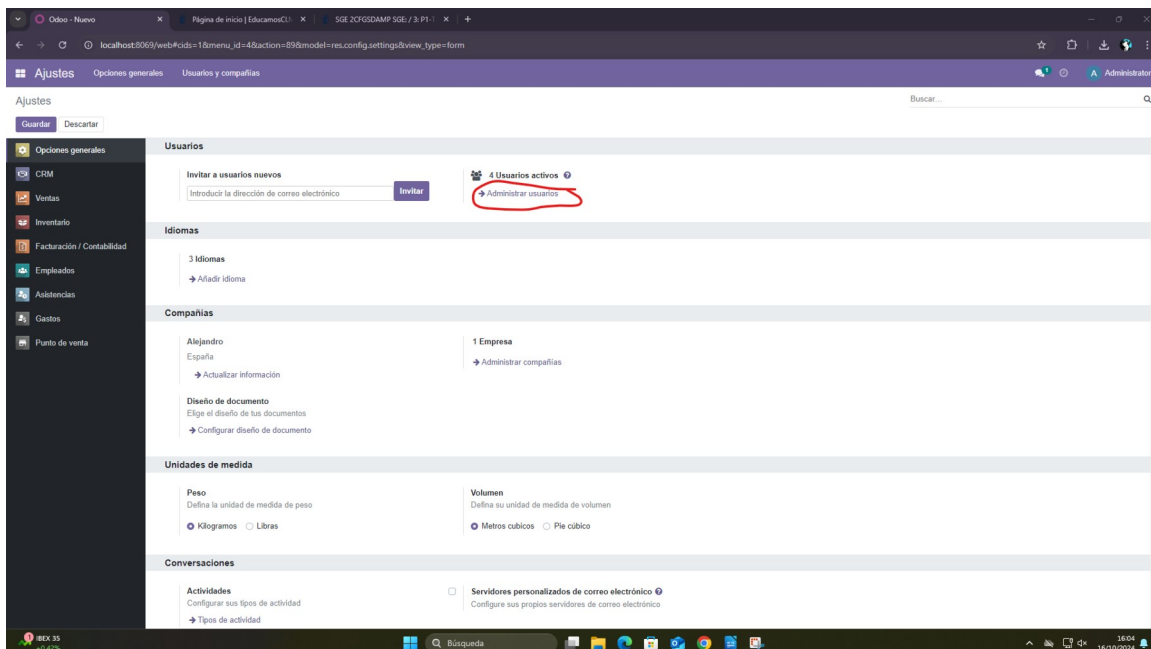 Odoo - Nuevo
Página de inicio | EducamosCL
SGE 2CFGSDAMP SGE: / 3: P1-T
localhost:8069/web#cids=1&menu_id=4&action=89&model=res.config.settings&view_type=form
Ajustes Opciones generales Usuarios y compañías
1 A Administrator
Ajustes
Buscar...
Guardar Descartar
Opciones generales
CRM
Ventas
Inventario
Facturación / Contabilidad
Empleados
Asistencias
Gastos
Punto de venta
Usuarios
Invitar a usuarios nuevos
Introducir la dirección de correo electrónico Invitar
4 Usuarios activos ?
Administrar usuarios
Idiomas
3 Idiomas
Añadir idioma
Compañías
Alejandro
España
Actualizar información
1 Empresa
Administrar compañías
Diseño de documento
Elige el diseño de tus documentos
Configurar diseño de documento
Unidades de medida
Peso
Defina la unidad de medida de peso
Kilogramos Libras
Volumen
Defina su unidad de medida de volumen
Metros cubicos Pie cúbico
Conversaciones
Actividades
Configurar sus tipos de actividad
Tipos de actividad
Servidores personalizados de correo electrónico ?
Configure sus propios servidores de correo electrónico
1 IBEX 35
+0,42%
Búsqueda
16:04
16/10/2024